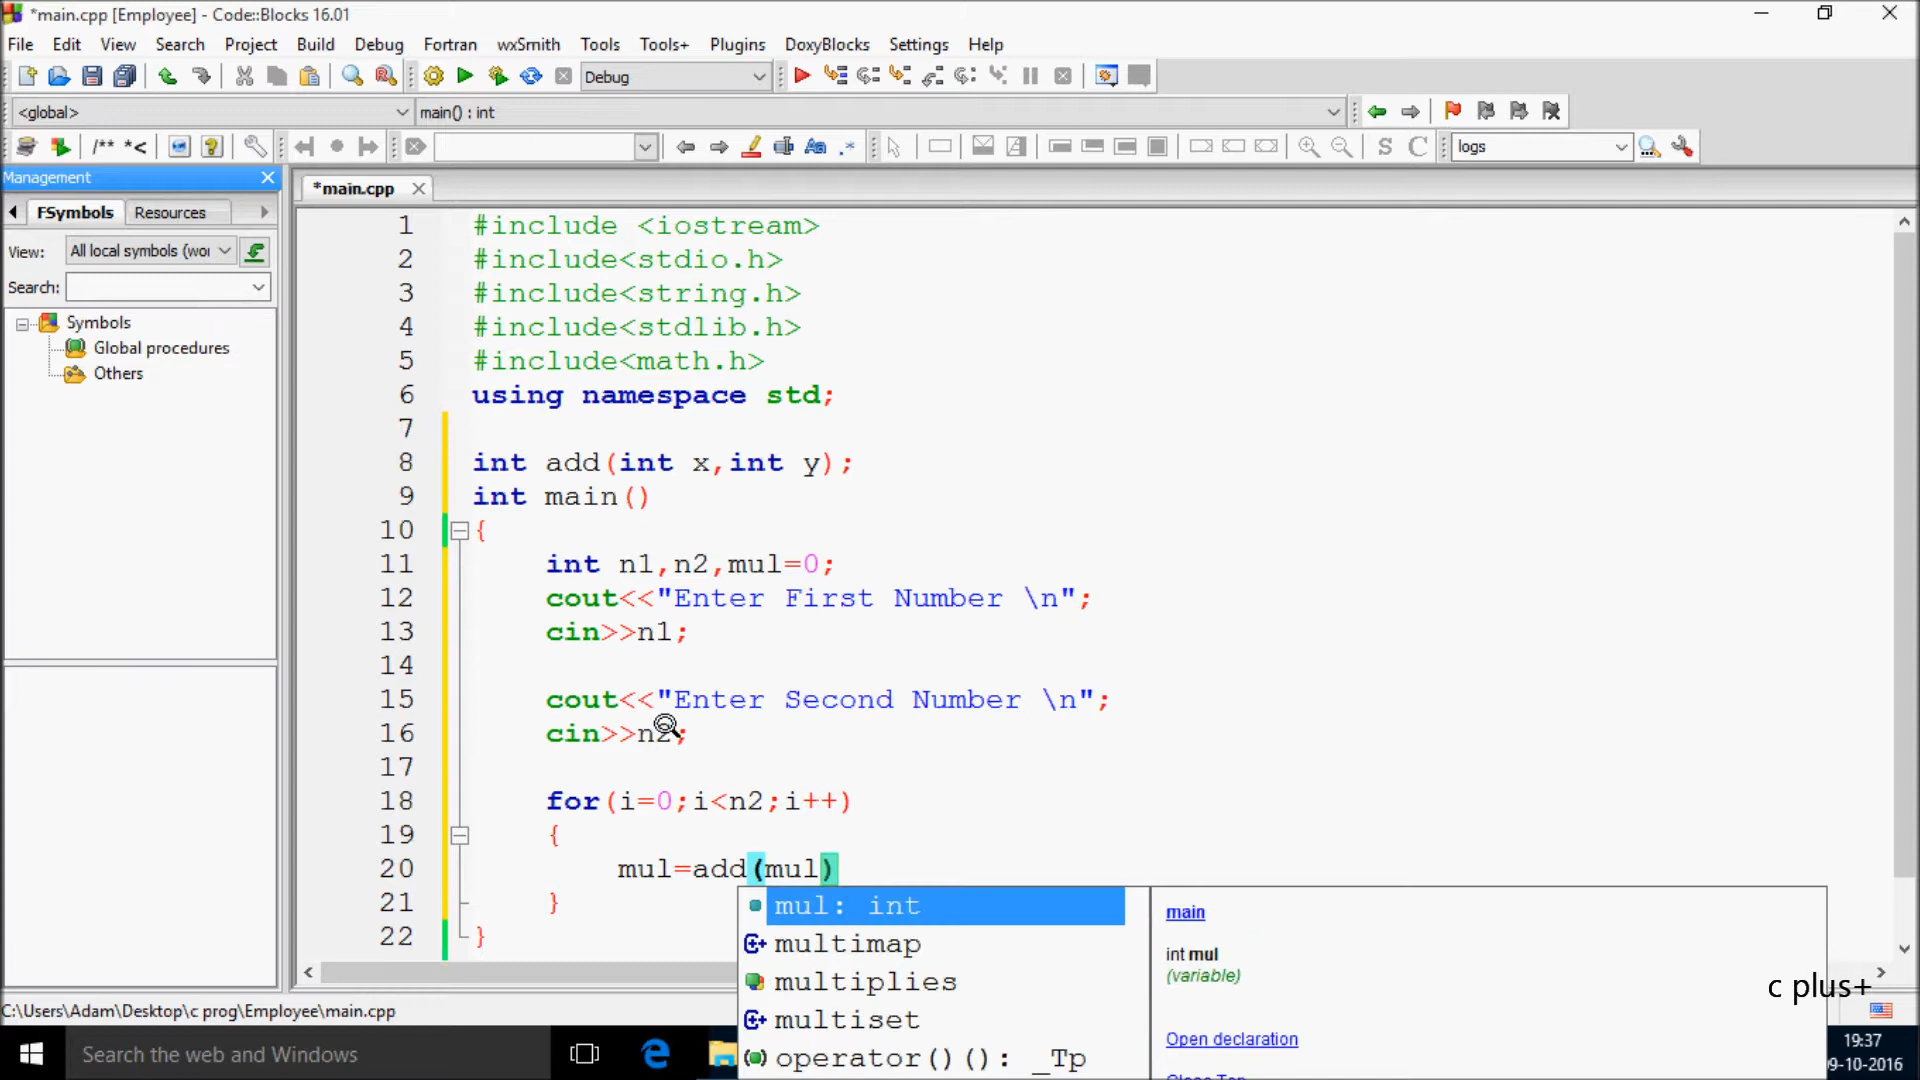 *main.cpp [Employee] - Code::Blocks 16.01
File Edit View Search Project Build Debug Fortran wxSmith Tools Tools+ Plugins DoxyBlocks Settings Help
Debug
<global> main() : int
/** *< Aa .* S C logs
Management
FSymbols Resources
View: All local symbols (wor
Search:
Symbols
Global procedures
Others
*main.cpp
1 #include <iostream>
2 #include<stdio.h>
3 #include<string.h>
4 #include<stdlib.h>
5 #include<math.h>
6 using namespace std;
7
8 int add(int x,int y);
9 int main()
10 {
11 int n1,n2,mul=0;
12 cout<<"Enter First Number \n";
13 cin>>n1;
14
15 cout<<"Enter Second Number \n";
16 cin>>n2;
17
18 for(i=0;i<n2;i++)
19 {
20 mul=add(mul)
21 }
22 }
mul: int
multimap
multiplies
multiset
operator()(): _Tp
main
int mul
(variable)
Open declaration
c plus+
C:\Users\Adam\Desktop\c prog\Employee\main.cpp
Search the web and Windows
19:37
9-10-2016